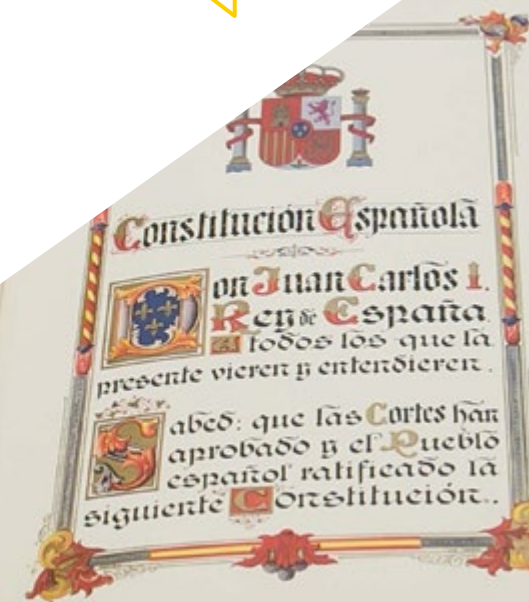 Constitución Española
Don Juan Carlos I.
Rey de España
A todos los que la
presente vieren y entendieren.
Sabed: que las Cortes han
aprobado y el Pueblo
español ratificado la
siguiente Constitución..